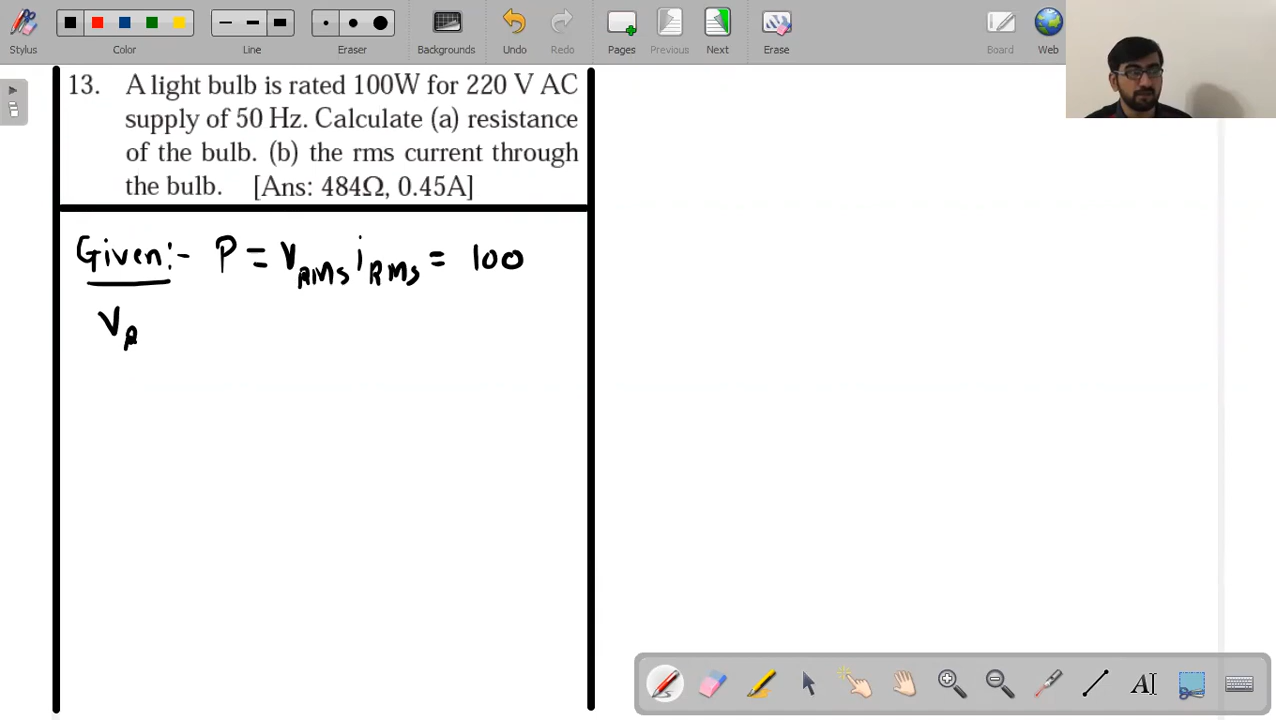 Stylus
Color
Line
Eraser
Backgrounds
Undo
Redo
Pages
Previous
Next
Erase
Board
Web
13. A light bulb is rated 100W for 220 V AC
supply of 50 Hz. Calculate (a) resistance
of the bulb. (b) the rms current through
the bulb. [Ans: 484Ω, 0.45A]
Given:- P = V_RMS i_RMS = 100
V_R